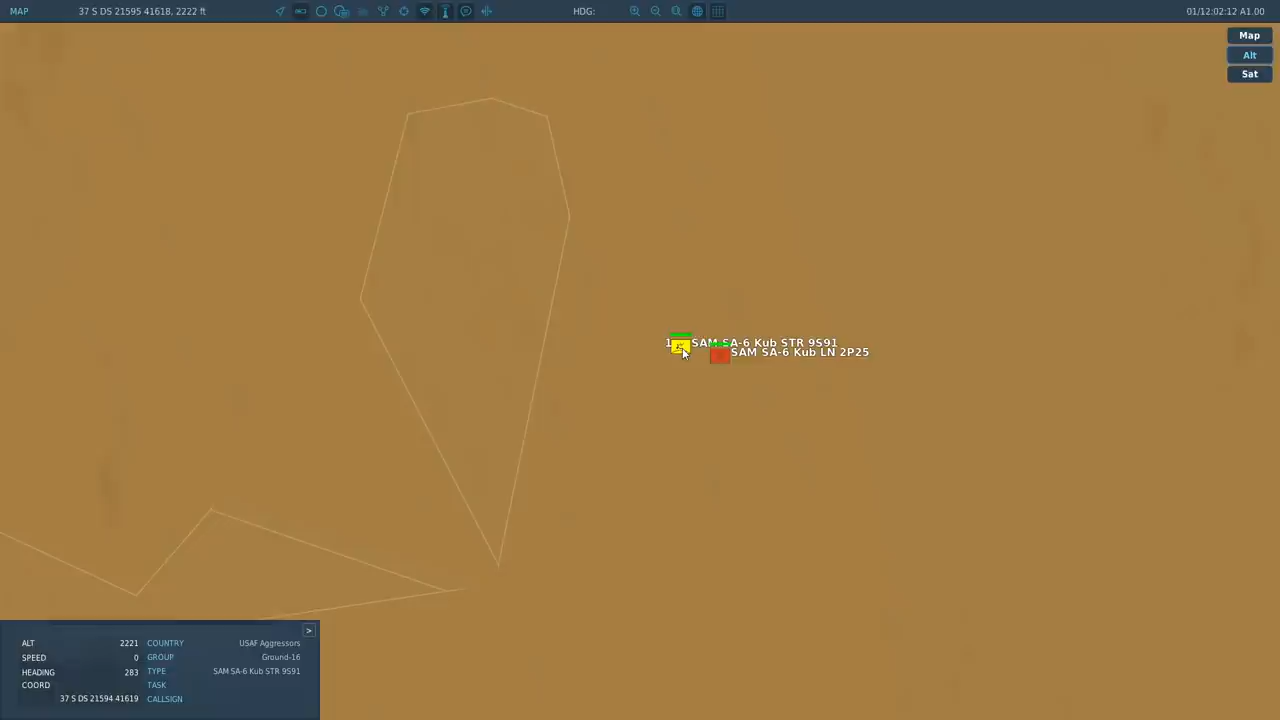 MAP 37 S DS 21595 41618, 2222 ft HDG: 01/12:02:12 A1.00
Map
Alt
Sat
SAM SA-6 Kub STR 9S91
SAM SA-6 Kub LN 2P25
>
ALT 2221 COUNTRY USAF Aggressors
SPEED 0 GROUP Ground-16
HEADING 283 TYPE SAM SA-6 Kub STR 9S91
COORD TASK
37 S DS 21594 41619 CALLSIGN